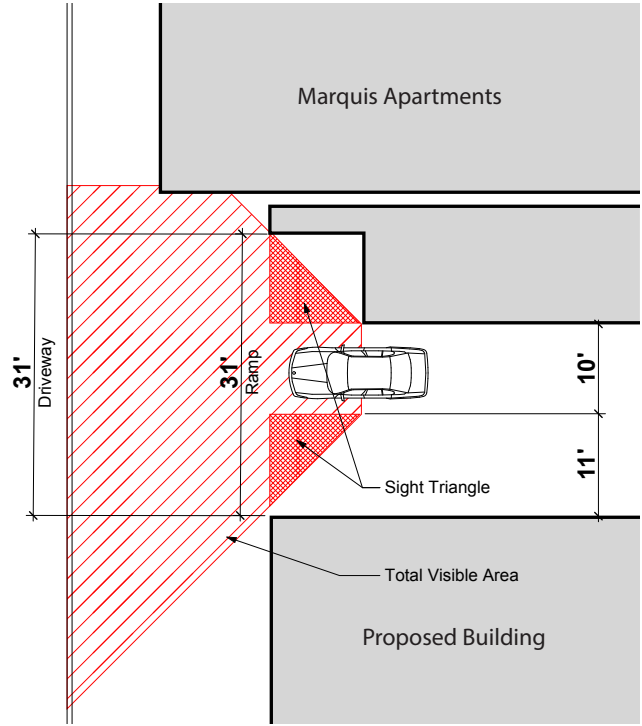 Marquis Apartments
31'
Driveway
31'
Ramp
10'
11'
Sight Triangle
Total Visible Area
Proposed Building